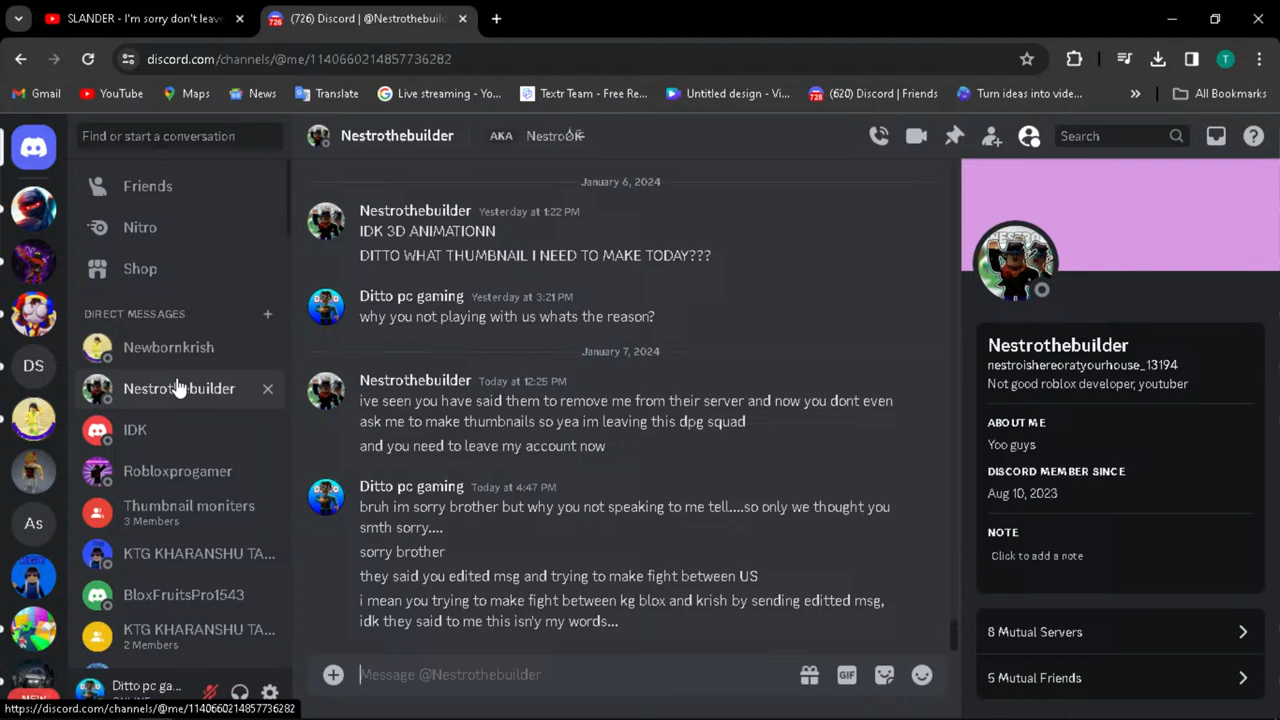 SLANDER - I'm sorry don't leave
(726) Discord | @Nestrothebuild
discord.com/channels/@me/1140660214857736282
T
Gmail
YouTube
Maps
News
Translate
Live streaming - Yo...
Textr Team - Free Re...
Untitled design - Vi...
(620) Discord | Friends
Turn ideas into vide...
All Bookmarks
Find or start a conversation
Nestrothebuilder
AKA
Search
Friends
Nitro
Shop
DIRECT MESSAGES
Newbornkrish
Nestrothebuilder
IDK
Robloxprogamer
Thumbnail moniters
3 Members
KTG KHARANSHU TA...
BloxFruitsPro1543
KTG KHARANSHU TA...
2 Members
DS
As
NEW
Ditto pc ga...
ONLINE
https://discord.com/channels/@me/1140660214857736282
January 6, 2024
Nestrothebuilder Yesterday at 1:22 PM
IDK 3D ANIMATIONN
DITTO WHAT THUMBNAIL I NEED TO MAKE TODAY???
Ditto pc gaming Yesterday at 3:21 PM
why you not playing with us whats the reason?
January 7, 2024
Nestrothebuilder Today at 12:25 PM
ive seen you have said them to remove me from their server and now you dont even
ask me to make thumbnails so yea im leaving this dpg squad
and you need to leave my account now
Ditto pc gaming Today at 4:47 PM
bruh im sorry brother but why you not speaking to me tell....so only we thought you
smth sorry....
sorry brother
they said you edited msg and trying to make fight between US
i mean you trying to make fight between kg blox and krish by sending editted msg,
idk they said to me this isn'y my words...
Message @Nestrothebuilder
GIF
Nestrothebuilder
nestroishereoratyourhouse_13194
Not good roblox developer, youtuber
ABOUT ME
Yoo guys
DISCORD MEMBER SINCE
Aug 10, 2023
NOTE
Click to add a note
8 Mutual Servers
5 Mutual Friends